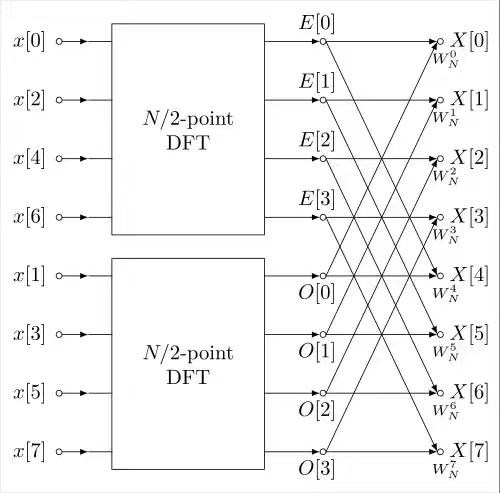 x[0] E[0] X[0]
W_N^0
x[2] E[1] X[1]
W_N^1
N/2-point
DFT
x[4] E[2] X[2]
W_N^2
x[6] E[3] X[3]
W_N^3
x[1] O[0] X[4]
W_N^4
x[3] O[1] X[5]
W_N^5
N/2-point
DFT
x[5] O[2] X[6]
W_N^6
x[7] O[3] X[7]
W_N^7